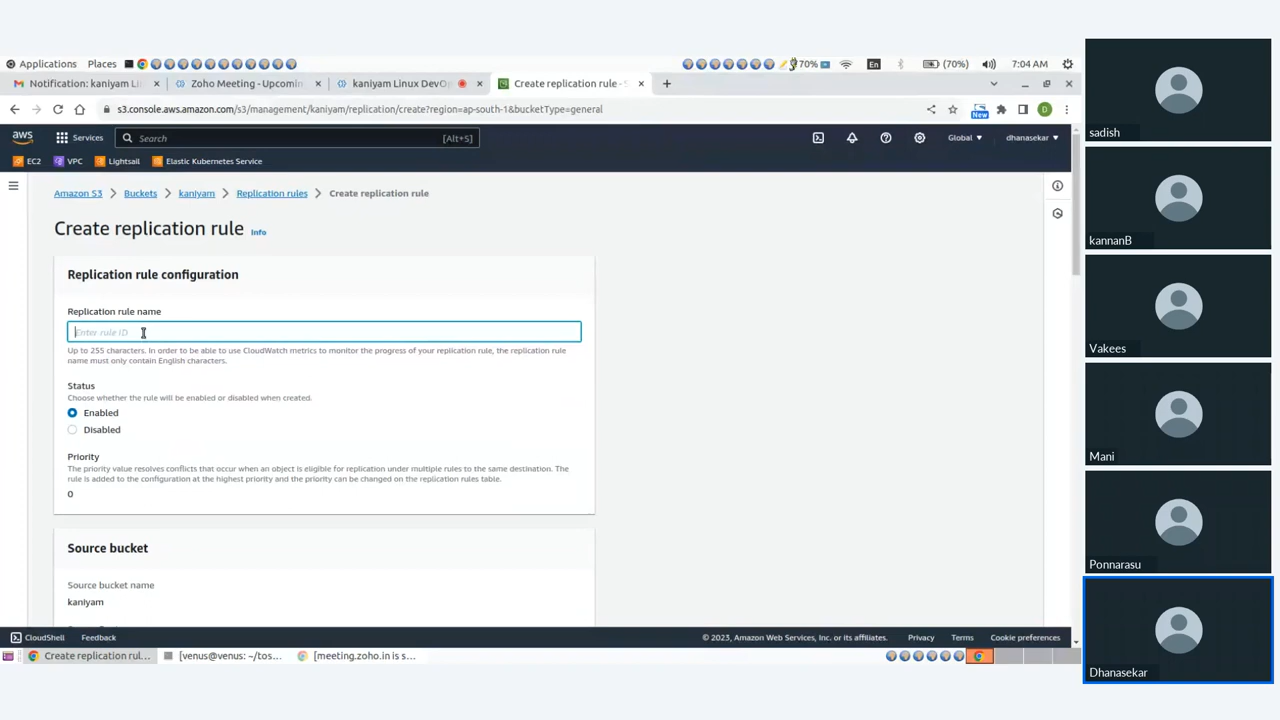 Applications Places 70% En (70%) 7:04 AM
Notification: kaniyam Li Zoho Meeting - Upcomin kaniyam Linux DevO Create replication rule - S
s3.console.aws.amazon.com/s3/management/kaniyam/replication/create?region=ap-south-1&bucketType=general New D
aws Services Search [Alt+5] Global dhanasekar
EC2 VPC Lightsail Elastic Kubernetes Service
Amazon S3 Buckets kaniyam Replication rules Create replication rule
Create replication rule Info
Replication rule configuration
Replication rule name
Enter rule ID
Up to 255 characters. In order to be able to use CloudWatch metrics to monitor the progress of your replication rule, the replication rule
name must only contain English characters.
Status
Choose whether the rule will be enabled or disabled when created.
Enabled
Disabled
Priority
The priority value resolves conflicts that occur when an object is eligible for replication under multiple rules to the same destination. The
rule is added to the configuration at the highest priority and the priority can be changed on the replication rules table.
0
Source bucket
Source bucket name
kaniyam
CloudShell Feedback © 2023, Amazon Web Services, Inc. or its affiliates. Privacy Terms Cookie preferences
Create replication rul... [venus@venus: ~/tos... [meeting.zoho.in is s...
sadish
kannanB
Vakees
Mani
Ponnarasu
Dhanasekar